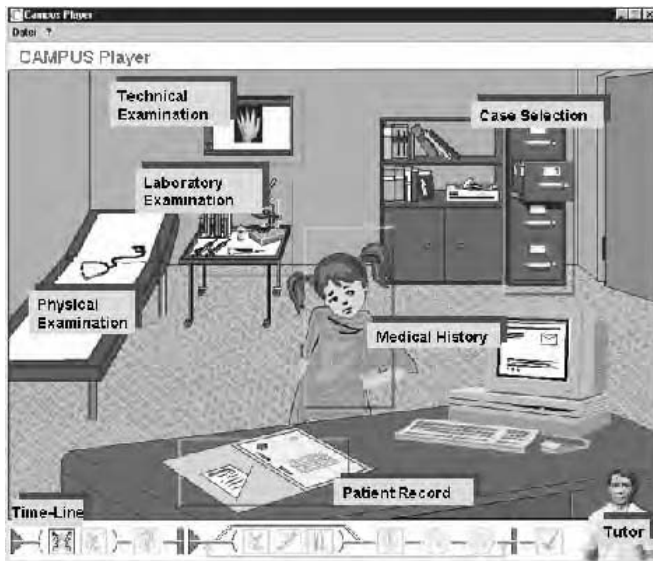 Campus Player
Datei ?
CAMPUS Player
Technical
Examination
Case Selection
Laboratory
Examination
Physical
Examination
Medical History
Patient Record
Time-Line
Tutor